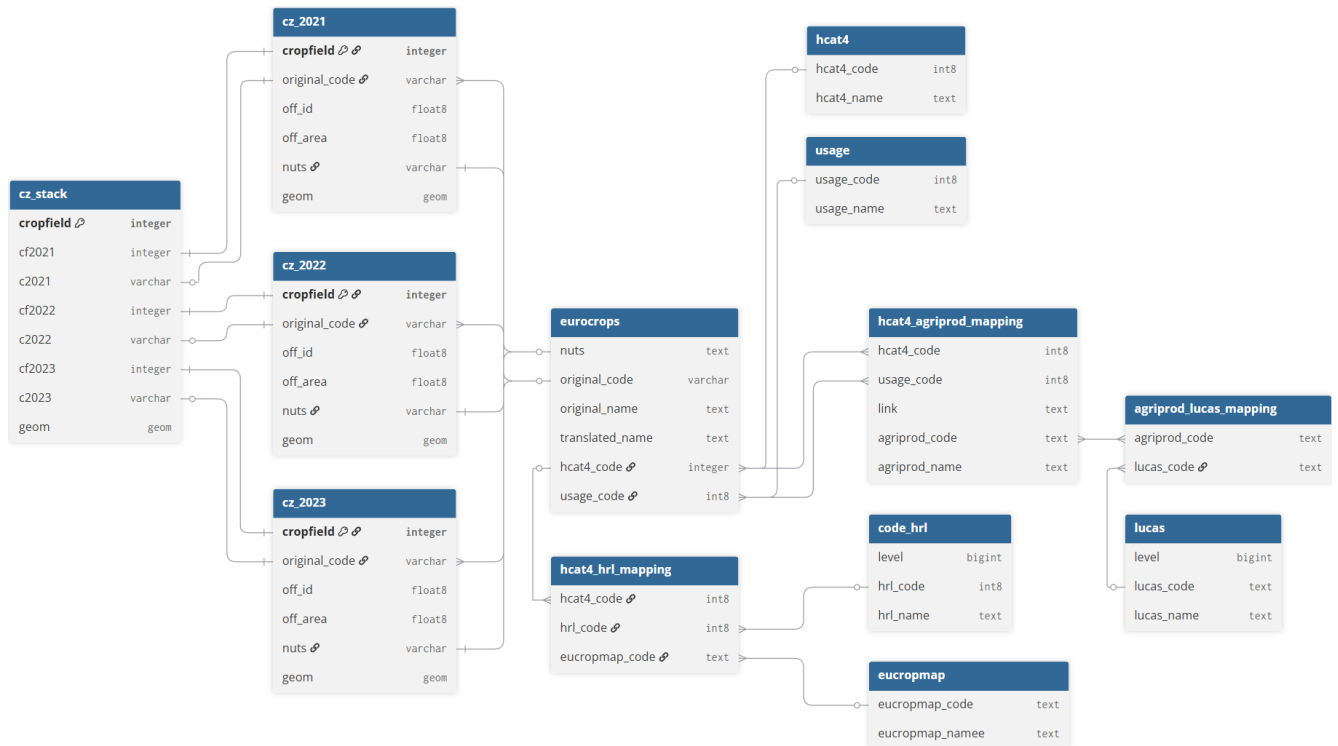 cz_stack
cropfield integer
cf2021 integer
c2021 varchar
cf2022 integer
c2022 varchar
cf2023 integer
c2023 varchar
geom geom
cz_2021
cropfield integer
original_code varchar
off_id float8
off_area float8
nuts varchar
geom geom
cz_2022
cropfield integer
original_code varchar
off_id float8
off_area float8
nuts varchar
geom geom
cz_2023
cropfield integer
original_code varchar
off_id float8
off_area float8
nuts varchar
geom geom
eurocrops
nuts text
original_code varchar
original_name text
translated_name text
hcat4_code integer
usage_code int8
hcat4_hrl_mapping
hcat4_code int8
hrl_code int8
eucropmap_code text
hcat4
hcat4_code int8
hcat4_name text
usage
usage_code int8
usage_name text
hcat4_agriprod_mapping
hcat4_code int8
usage_code int8
link text
agriprod_code text
agriprod_name text
code_hrl
level bigint
hrl_code int8
hrl_name text
eucropmap
eucropmap_code text
eucropmap_namee text
agriprod_lucas_mapping
agriprod_code text
lucas_code text
lucas
level bigint
lucas_code text
lucas_name text